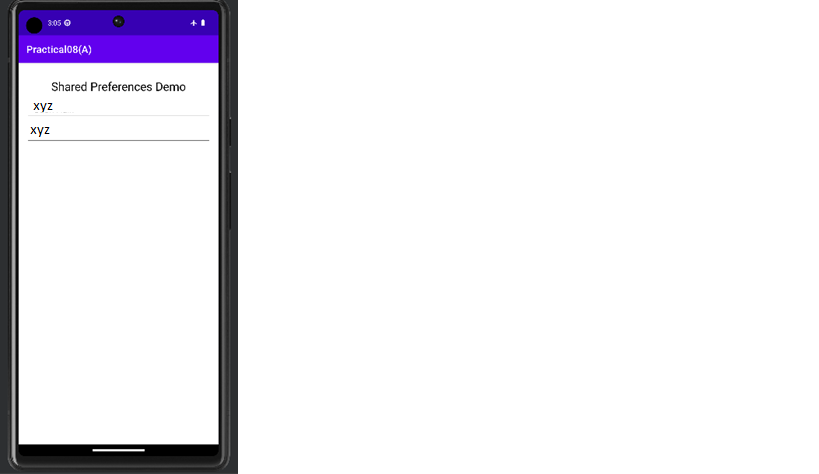 3:05
Practical08(A)
Shared Preferences Demo
xyz
xyz